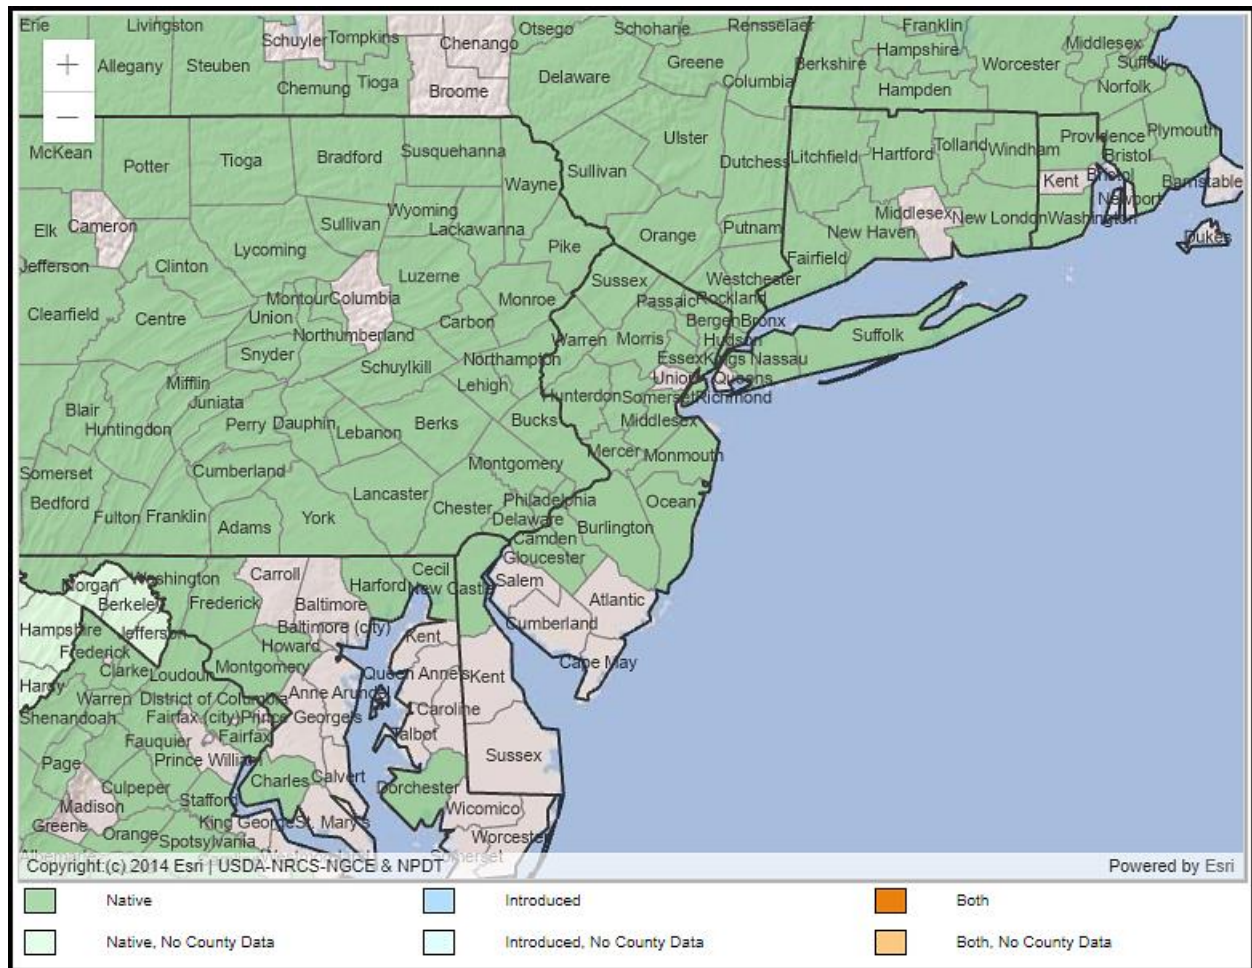 Erie Livingston Schuyler Tompkins Chenango Otsego Schoharie Rensselaer Franklin Middlesex
+ Allegany Steuben Chemung Tioga Broome Delaware Greene Columbia Berkshire Hampshire Hampden Worcester Suffolk Norfolk
−
McKean Potter Tioga Bradford Susquehanna Wayne Sullivan Ulster Dutchess Litchfield Hartford Tolland Windham Providence Plymouth Bristol
Elk Cameron Sullivan Wyoming Lackawanna Pike Orange Putnam Fairfield New Haven Middlesex New London Kent Washington Bristol Newport Barnstable Dukes
Jefferson Clinton Lycoming Luzerne Monroe Sussex Passaic Westchester Rockland
Clearfield Centre Union Montour Columbia Northumberland Carbon Warren Morris Bergen Bronx Hudson Suffolk
Snyder Schuylkill Northampton Essex Kings Nassau
Mifflin Juniata Lehigh Hunterdon Union Somerset Queens Richmond
Blair Huntingdon Perry Dauphin Lebanon Berks Bucks Middlesex
Somerset Cumberland Montgomery Mercer Monmouth
Bedford Fulton Franklin Adams York Lancaster Chester Philadelphia Delaware Camden Burlington Ocean
Gloucester
Morgan Washington Carroll Harford Cecil New Castle Salem Atlantic
Berkeley Frederick Baltimore Cumberland
Hampshire Jefferson Baltimore (city) Kent
Frederick Howard Cape May
Clarke Loudoun Montgomery Queen Anne's Kent
Hardy Warren District of Columbia Anne Arundel
Shenandoah Fairfax (city) Prince George's Caroline
Fauquier Fairfax Talbot
Page Prince William Sussex
Culpeper Charles Calvert Dorchester
Madison Stafford Wicomico
Greene Orange King George St. Mary's
Spotsylvania Worcester
Somerset
Copyright:(c) 2014 Esri | USDA-NRCS-NGCE & NPDT Powered by Esri
Native Introduced Both
Native, No County Data Introduced, No County Data Both, No County Data